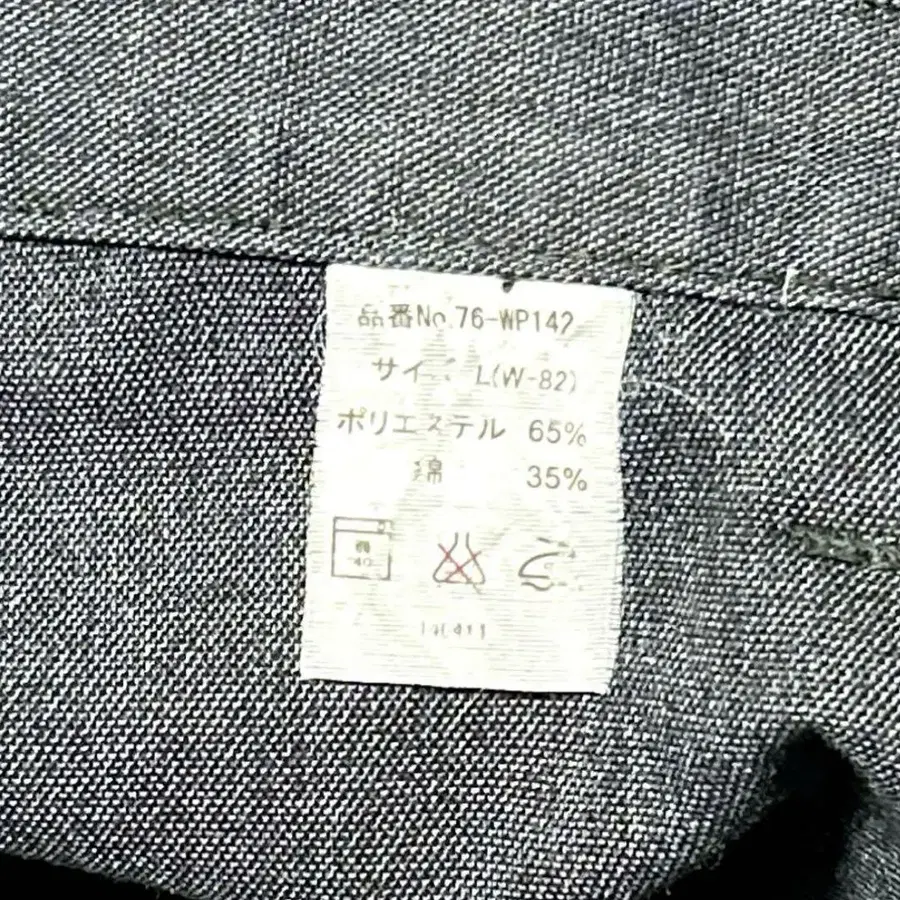 品番No.76-WP142
サイズ L(W-82)
ポリエステル 65%
綿 35%
40